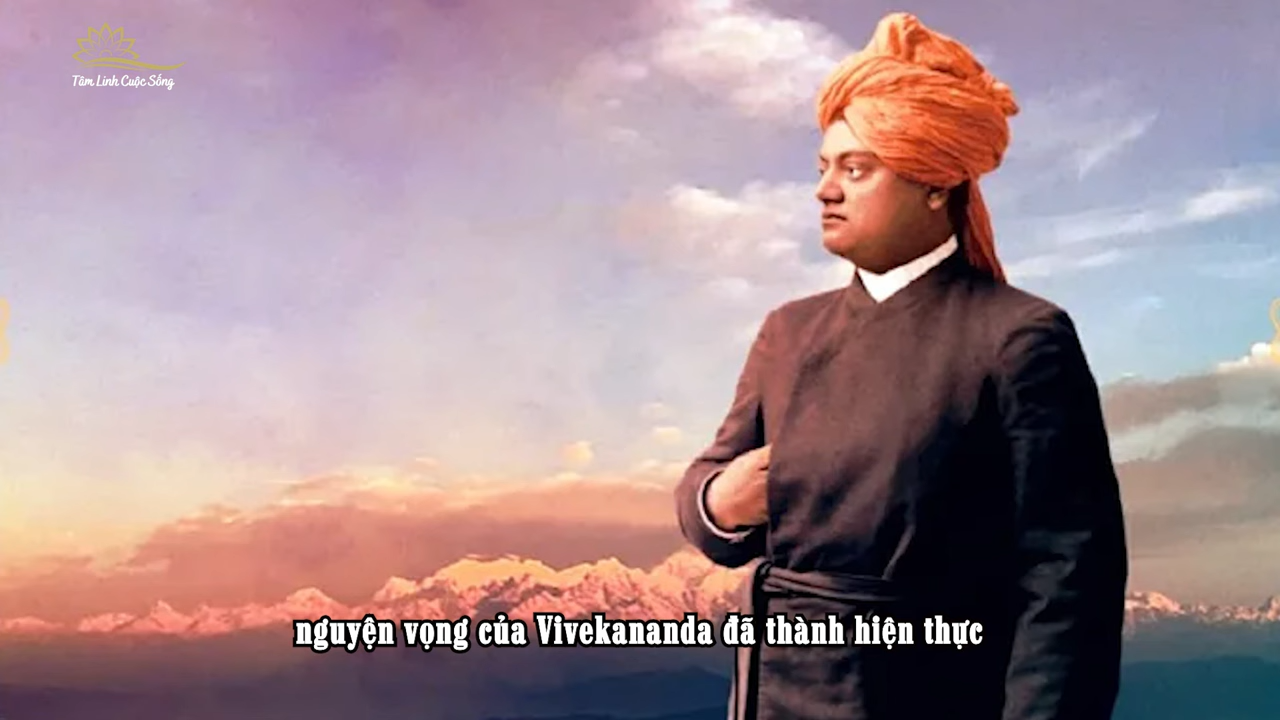 Tâm Linh Cuộc Sống
nguyện vọng của Vivekananda đã thành hiện thực